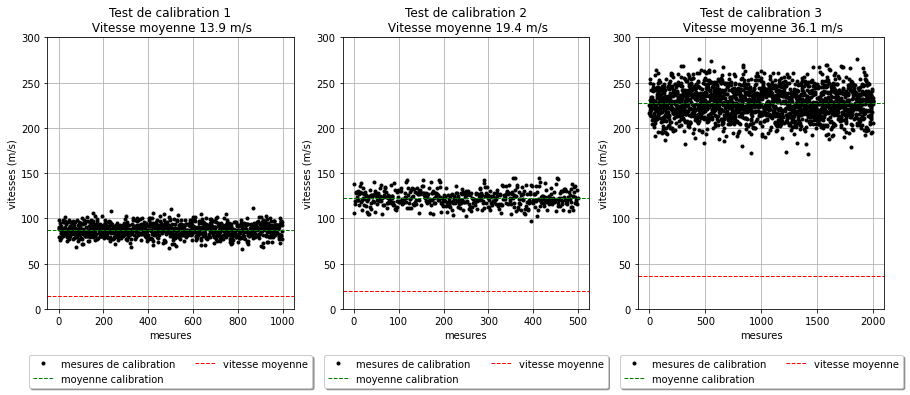 Test de calibration 1
Vitesse moyenne 13.9 m/s
300
250
200
150
100
50
0
vitesses (m/s)
0 200 400 600 800 1000
mesures
mesures de calibration
moyenne calibration
vitesse moyenne
Test de calibration 2
Vitesse moyenne 19.4 m/s
300
250
200
150
100
50
0
vitesses (m/s)
0 100 200 300 400 500
mesures
mesures de calibration
moyenne calibration
vitesse moyenne
Test de calibration 3
Vitesse moyenne 36.1 m/s
300
250
200
150
100
50
0
vitesses (m/s)
0 500 1000 1500 2000
mesures
mesures de calibration
moyenne calibration
vitesse moyenne